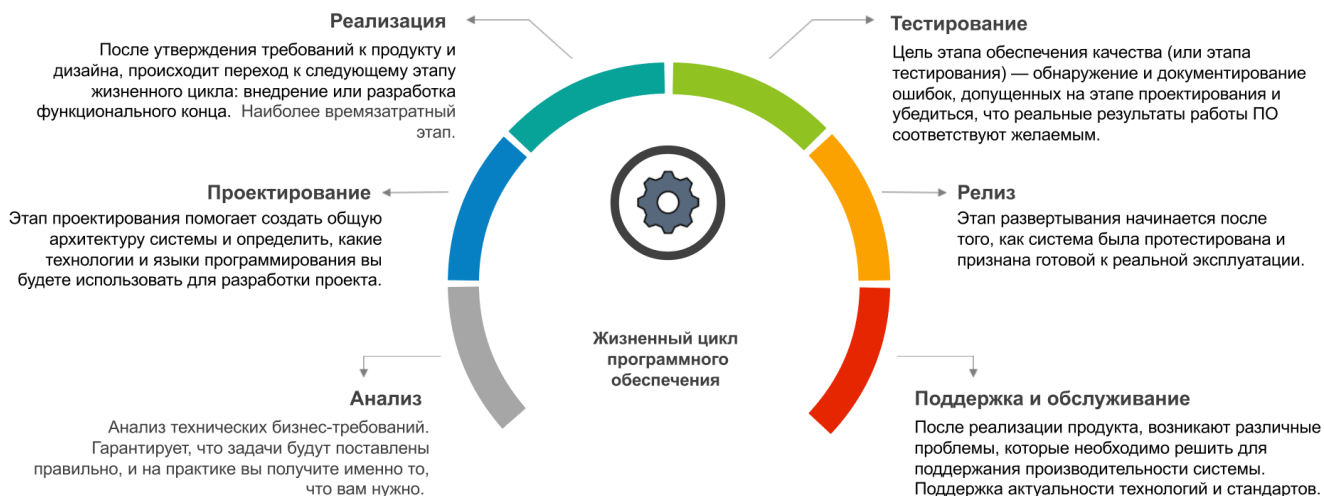 Реализация
После утверждения требований к продукту и
дизайна, происходит переход к следующему этапу
жизненного цикла: внедрение или разработка
функционального конца. Наиболее времязатратный
этап.
Тестирование
Цель этапа обеспечения качества (или этапа
тестирования) — обнаружение и документирование
ошибок, допущенных на этапе проектирования и
убедиться, что реальные результаты работы ПО
соответствуют желаемым.
Проектирование
Этап проектирования помогает создать общую
архитектуру системы и определить, какие
технологии и языки программирования вы
будете использовать для разработки проекта.
Релиз
Этап развертывания начинается после
того, как система была протестирована и
признана готовой к реальной эксплуатации.
Жизненный цикл
программного
обеспечения
Анализ
Анализ технических бизнес-требований.
Гарантирует, что задачи будут поставлены
правильно, и на практике вы получите именно то,
что вам нужно.
Поддержка и обслуживание
После реализации продукта, возникают различные
проблемы, которые необходимо решить для
поддержания производительности системы.
Поддержка актуальности технологий и стандартов.